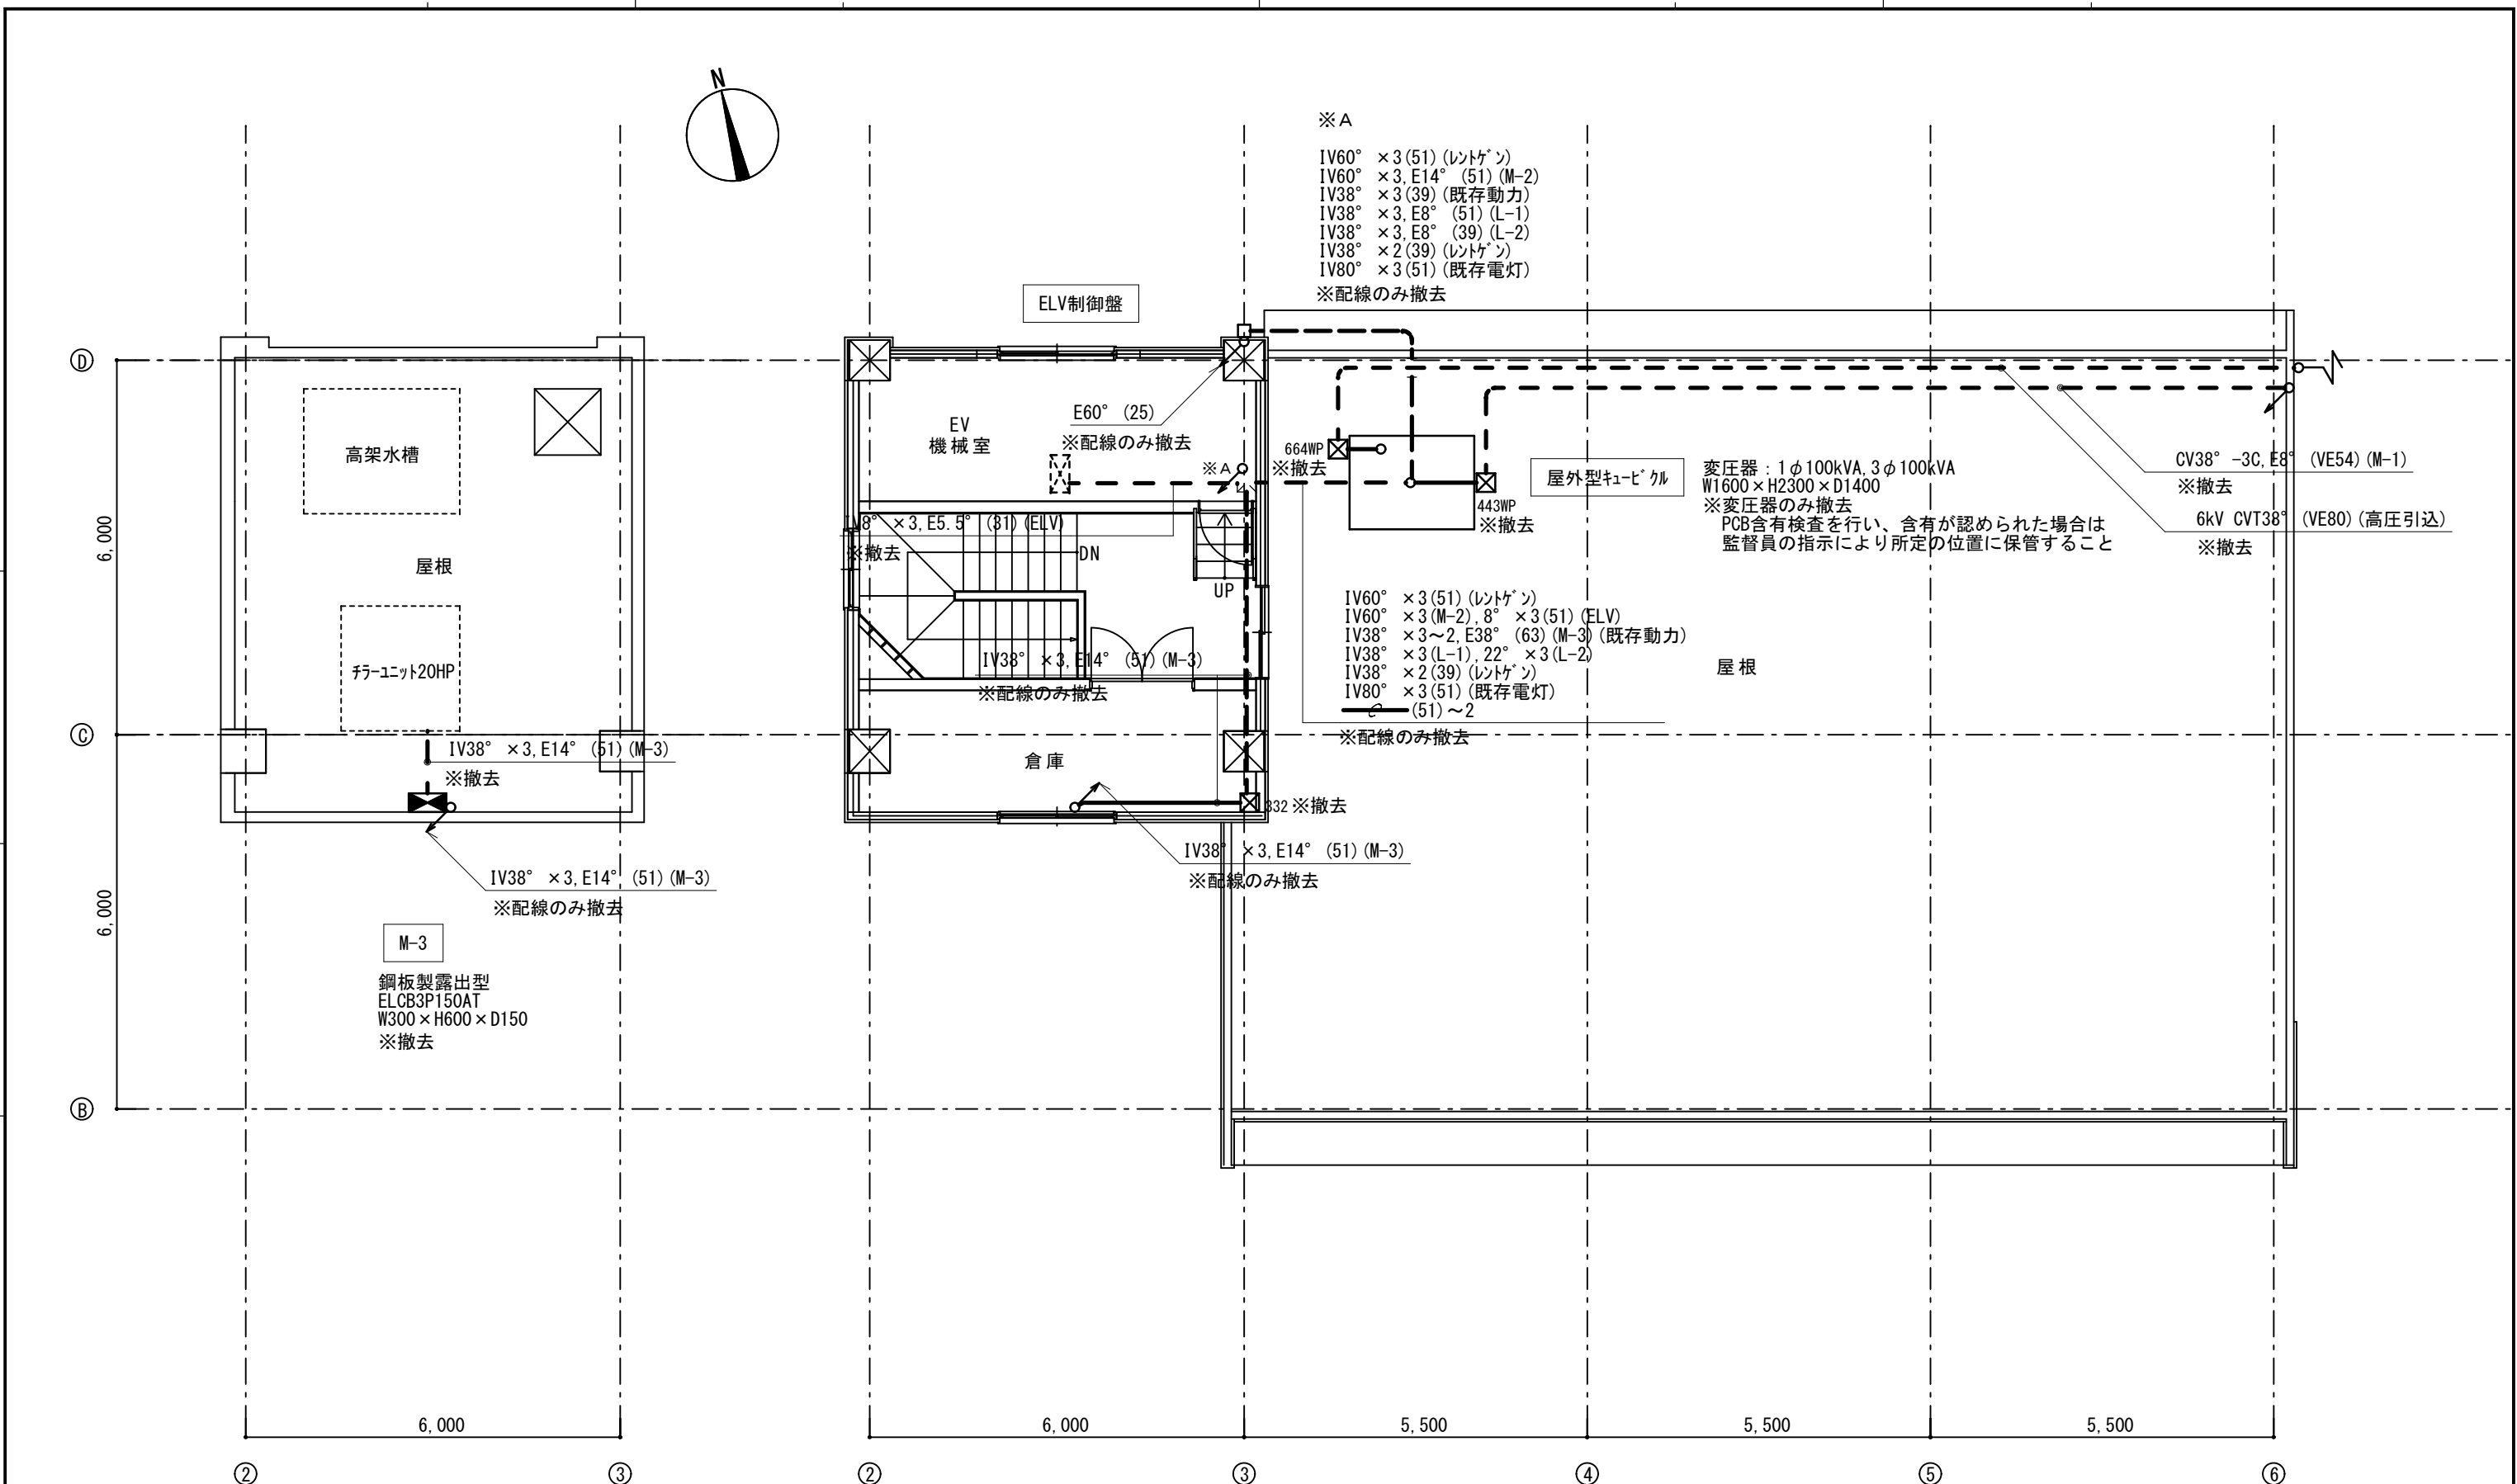 N
※A
IV60° ×3(51)(ﾚﾝﾄｹﾞﾝ)
IV60° ×3,E14° (51)(M-2)
IV38° ×3(39)(既存動力)
IV38° ×3,E8° (51)(L-1)
IV38° ×3,E8° (39)(L-2)
IV38° ×2(39)(ﾚﾝﾄｹﾞﾝ)
IV80° ×3(51)(既存電灯)
※配線のみ撤去
ELV制御盤
D
高架水槽
屋根
ﾁﾗｰﾕﾆｯﾄ20HP
EV
機械室
E60° (25)
※配線のみ撤去
※A
664WP
※撤去
屋外型ｷｭｰﾋﾞｸﾙ
443WP
※撤去
変圧器：1φ100kVA,3φ100kVA
W1600×H2300×D1400
※変圧器のみ撤去
PCB含有検査を行い、含有が認められた場合は
監督員の指示により所定の位置に保管すること
CV38° -3C,E8° (VE54)(M-1)
※撤去
6kV CVT38° (VE80)(高圧引込)
※撤去
IV8° ×3,E5.5° (31)(ELV)
※撤去
DN
UP
6,000
IV60° ×3(51)(ﾚﾝﾄｹﾞﾝ)
IV60° ×3(M-2),8° ×3(51)(ELV)
IV38° ×3～2,E38° (63)(M-3)(既存動力)
IV38° ×3(L-1),22° ×3(L-2)
IV38° ×2(39)(ﾚﾝﾄｹﾞﾝ)
IV80° ×3(51)(既存電灯)
(51)～2
※配線のみ撤去
屋根
IV38° ×3,E14° (51)(M-3)
※配線のみ撤去
C
IV38° ×3,E14° (51)(M-3)
※撤去
倉庫
332 ※撤去
IV38° ×3,E14° (51)(M-3)
※配線のみ撤去
IV38° ×3,E14° (51)(M-3)
※配線のみ撤去
6,000
M-3
鋼板製露出型
ELCB3P150AT
W300×H600×D150
※撤去
B
6,000
6,000
5,500
5,500
5,500
2
3
2
3
4
5
6